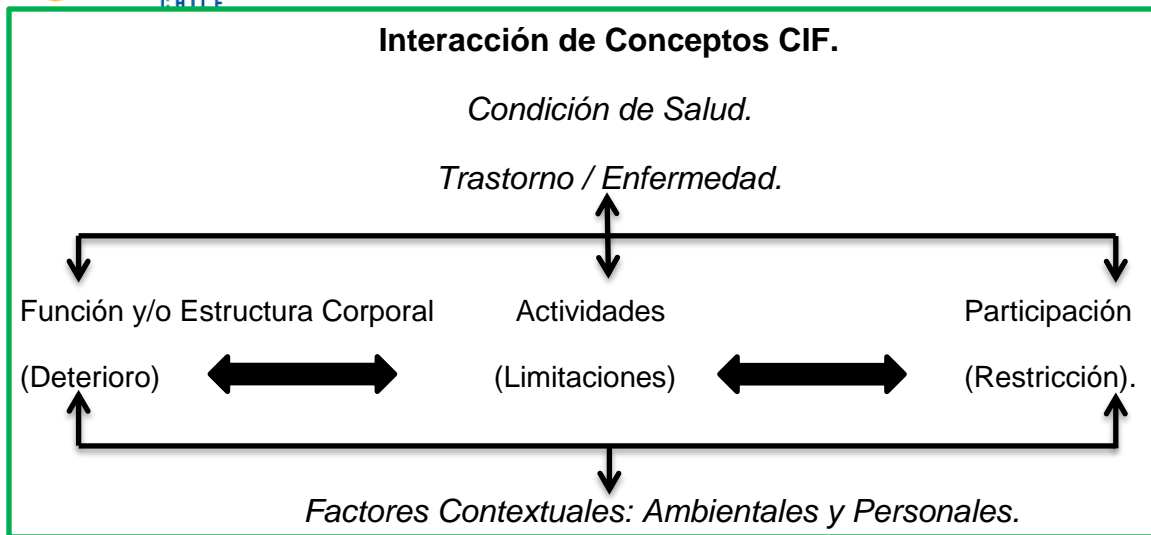 CHILE
Interacción de Conceptos CIF.
Condición de Salud.
Trastorno / Enfermedad.
Función y/o Estructura Corporal Actividades Participación
(Deterioro) (Limitaciones) (Restricción).
Factores Contextuales: Ambientales y Personales.